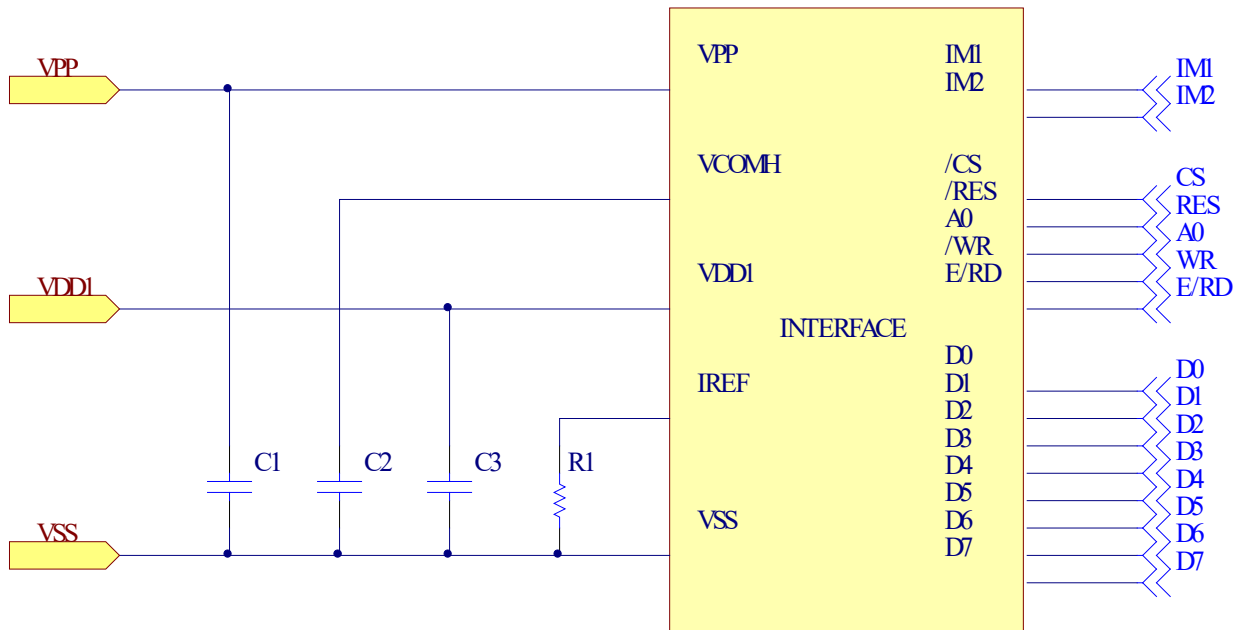 VPP
VDD1
VSS
C1
C2
C3
R1
VPP
VCOMH
VDD1
IREF
VSS
INTERFACE
IM1
IM2
/CS
/RES
A0
/WR
E/RD
D0
D1
D2
D3
D4
D5
D6
D7
IM1
IM2
CS
RES
A0
WR
E/RD
D0
D1
D2
D3
D4
D5
D6
D7